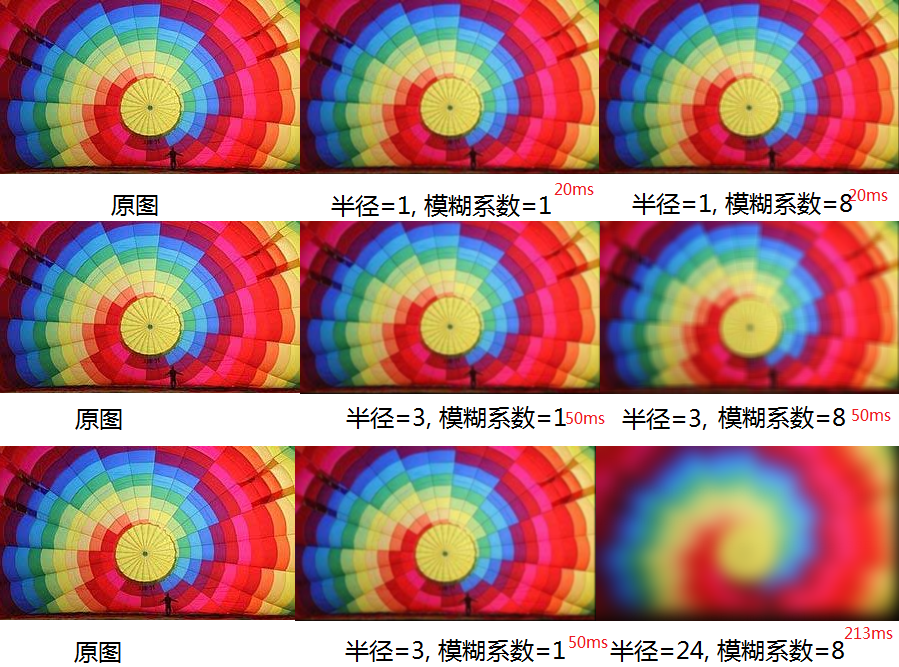 原图
半径=1, 模糊系数=1 20ms
半径=1, 模糊系数=8 20ms
原图
半径=3, 模糊系数=1 50ms
半径=3, 模糊系数=8 50ms
原图
半径=3, 模糊系数=1 50ms
半径=24, 模糊系数=8 213ms